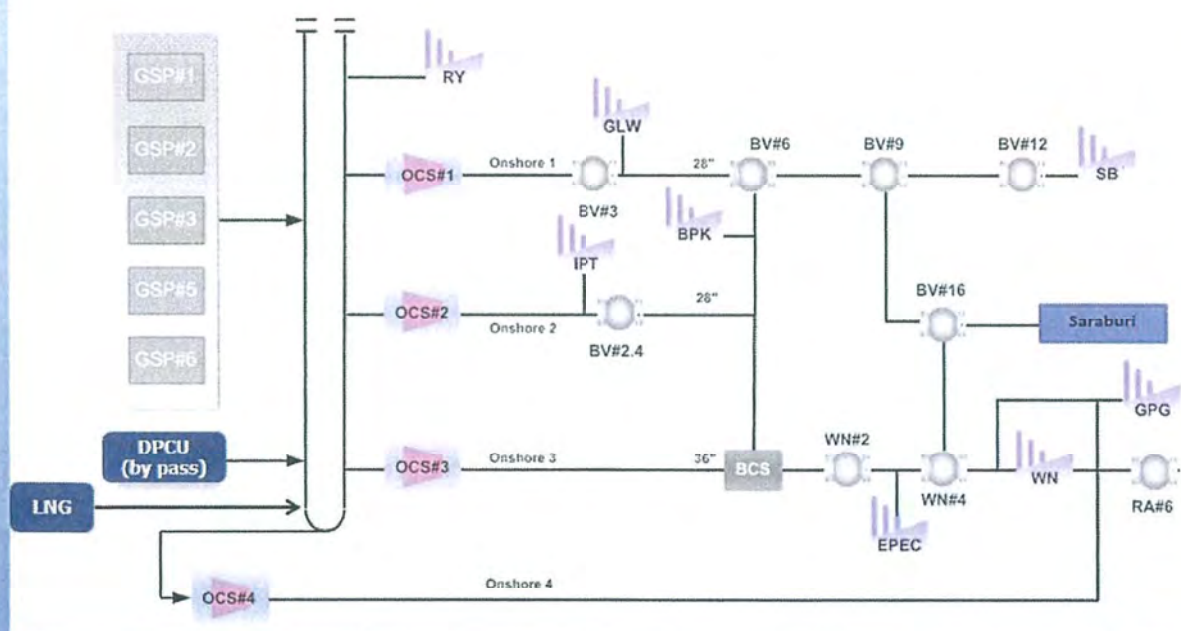 GSP#1
GSP#2
GSP#3
GSP#5
GSP#6
DPCU
(by pass)
LNG
RY
GLW
OCS#1
Onshore 1
BV#3
28"
BV#6
BV#9
BV#12
SB
BPK
IPT
OCS#2
Onshore 2
BV#2.4
28"
BV#16
Saraburi
GPG
OCS#3
Onshore 3
36"
BCS
WN#2
EPEC
WN#4
WN
RA#6
OCS#4
Onshore 4